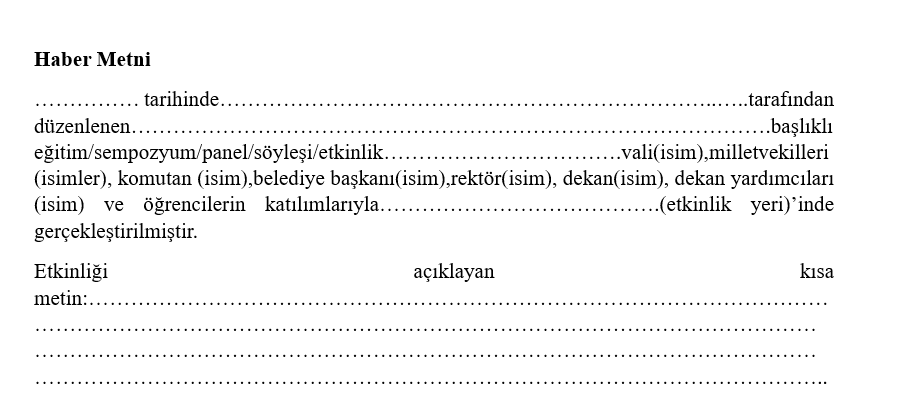 Haber Metni
…………… tarihinde……………………………………………………………..…..tarafından
düzenlenen……………………………………………………………………………….başlıklı
eğitim/sempozyum/panel/söyleşi/etkinlik…………………………….vali(isim),milletvekilleri
(isimler), komutan (isim),belediye başkanı(isim),rektör(isim), dekan(isim), dekan yardımcıları
(isim) ve öğrencilerin katılımlarıyla………………………………….(etkinlik yeri)’inde
gerçekleştirilmiştir.
Etkinliği açıklayan kısa
metin:……………………………………………………………………………………………
…………………………………………………………………………………………………
…………………………………………………………………………………………………
…………………………………………………………………………………………………..